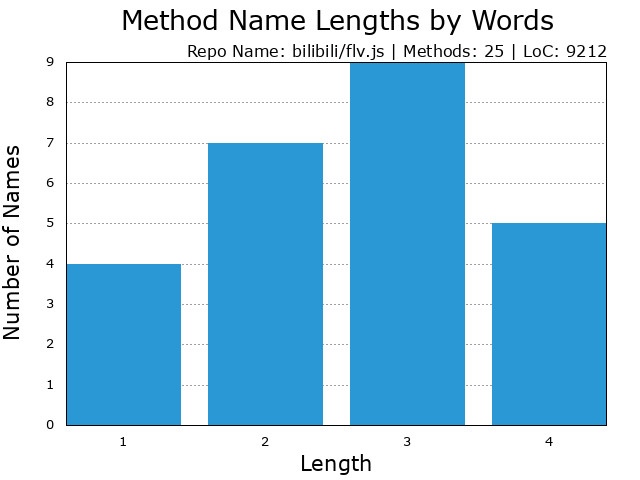 Method Name Lengths by Words
Repo Name: bilibili/flv.js | Methods: 25 | LoC: 9212
Number of Names
9
8
7
6
5
4
3
2
1
0
1 2 3 4
Length